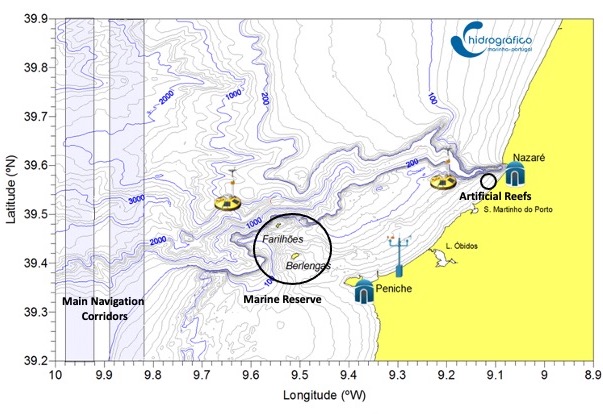 39.9
39.8
39.7
39.6
39.5
39.4
39.3
39.2
Latitude (ºN)
hidrográfico
marinha-portugal
2000
1000
200
100
200
3000
1000
2000
100
Nazaré
Artificial Reefs
S. Martinho do Porto
Farilhões
L. Óbidos
Berlengas
Peniche
Main Navigation
Corridors
Marine Reserve
10 9.9 9.8 9.7 9.6 9.5 9.4 9.3 9.2 9.1 9 8.9
Longitude (ºW)